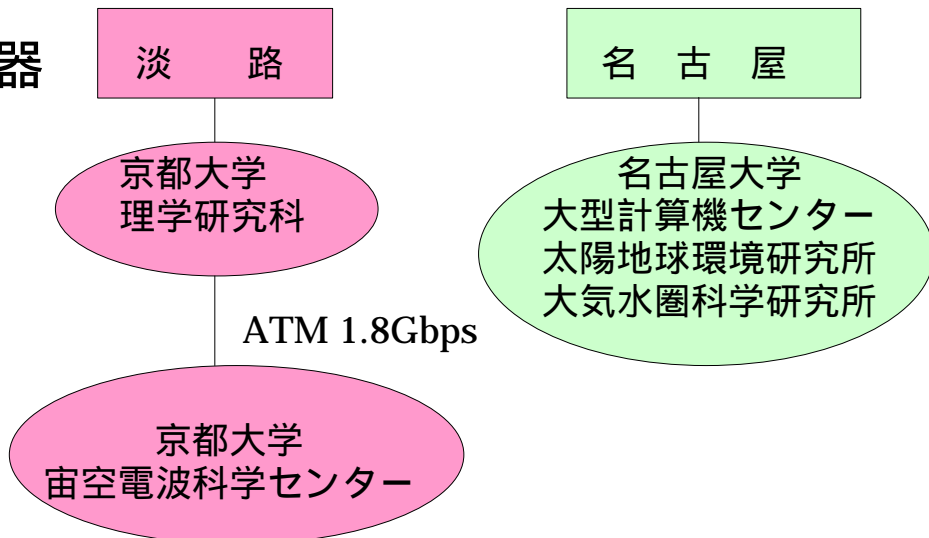 器
淡 路
名 古 屋
京都大学
理学研究科
名古屋大学
大型計算機センター
太陽地球環境研究所
大気水圏科学研究所
ATM 1.8Gbps
京都大学
宙空電波科学センター